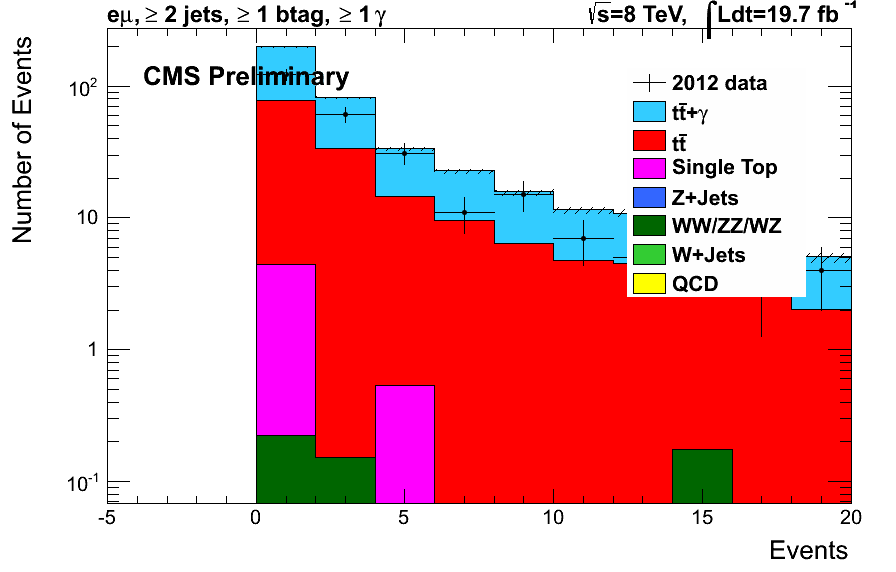 eμ, ≥ 2 jets, ≥ 1 btag, ≥ 1 γ
√s=8 TeV, ∫Ldt=19.7 fb⁻¹
CMS Preliminary
Number of Events
10²
10
1
10⁻¹
2012 data
tt̄+γ
tt̄
Single Top
Z+Jets
WW/ZZ/WZ
W+Jets
QCD
-5 0 5 10 15 20
Events